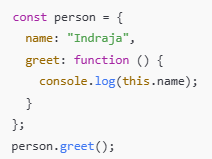 const person = {
  name: "Indraja",
  greet: function () {
    console.log(this.name);
  }
};
person.greet();